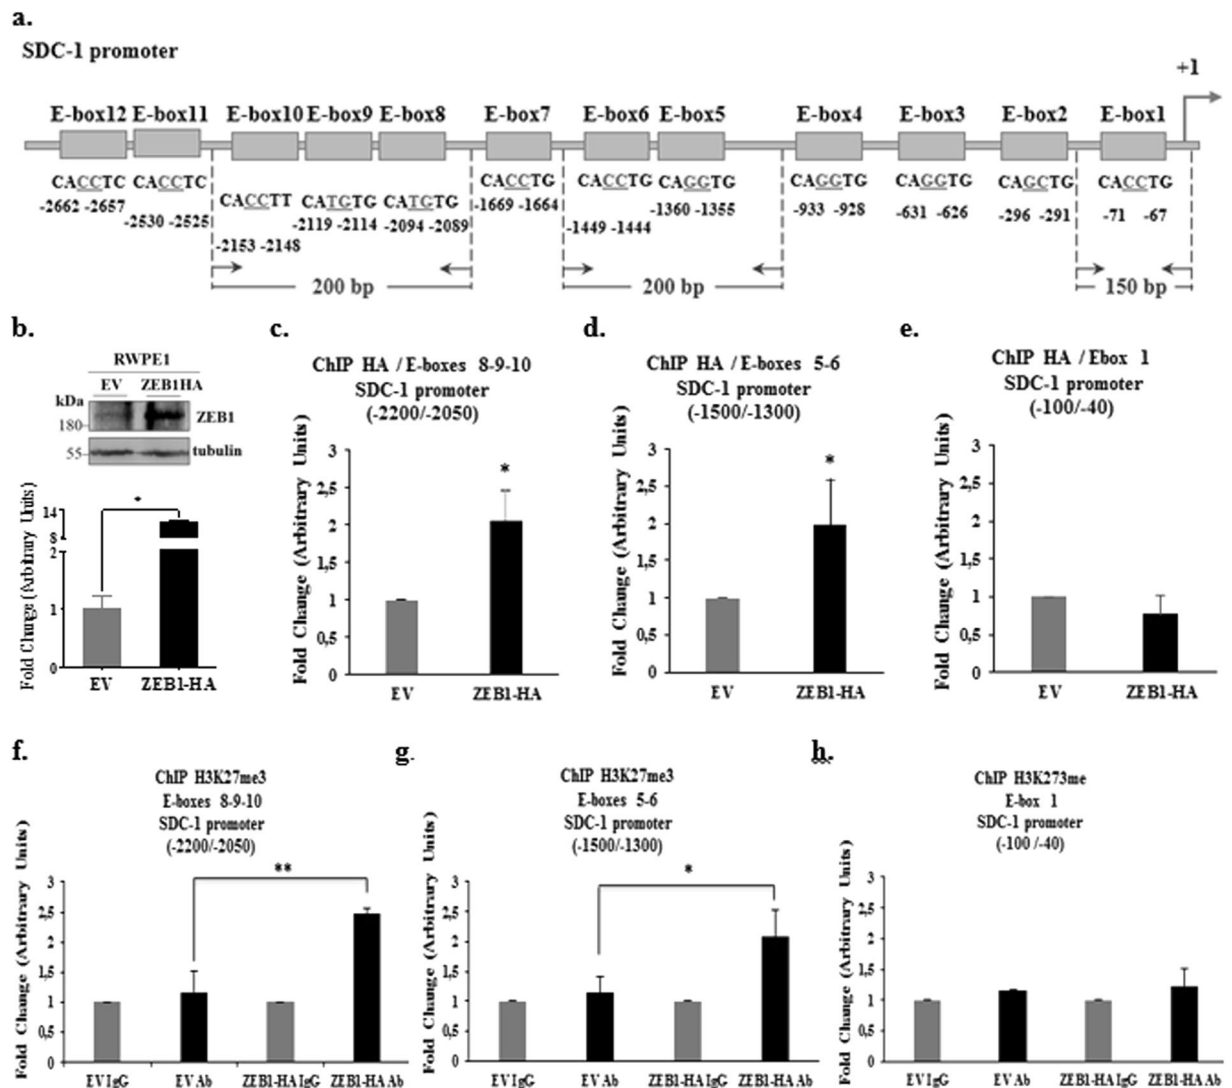 a.
SDC-1 promoter
+1
E-box12 E-box11 E-box10 E-box9 E-box8 E-box7 E-box6 E-box5 E-box4 E-box3 E-box2 E-box1
CACCTC CACCTC CACCTT CATGTG CATGTG CACCTG CACCTG CAGGTG CAGGTG CAGGTG CAGCTG CACCTG
-2662 -2657 -2530 -2525 -2153 -2148 -2119 -2114 -2094 -2089 -1669 -1664 -1449 -1444 -1360 -1355 -933 -928 -631 -626 -296 -291 -71 -67
200 bp 200 bp 150 bp
b.
RWPE1
EV ZEB1HA
kDa
180- ZEB1
55- tubulin
Fold Change (Arbitrary Units)
14
8
2
1
0
*
EV ZEB1-HA
c.
ChIP HA / E-boxes 8-9-10
SDC-1 promoter
(-2200/-2050)
Fold Change (Arbitrary Units)
3
2,5
2
1,5
1
0,5
0
*
EV ZEB1-HA
d.
ChIP HA / E-boxes 5-6
SDC-1 promoter
(-1500/-1300)
Fold Change (Arbitrary Units)
3
2,5
2
1,5
1
0,5
0
*
EV ZEB1-HA
e.
ChIP HA / Ebox 1
SDC-1 promoter
(-100/-40)
Fold Change (Arbitrary Units)
3
2,5
2
1,5
1
0,5
0
EV ZEB1-HA
f.
ChIP H3K27me3
E-boxes 8-9-10
SDC-1 promoter
(-2200/-2050)
Fold Change (Arbitrary Units)
3
2,5
2
1,5
1
0,5
0
**
EV IgG EV Ab ZEB1-HA IgG ZEB1-HA Ab
g.
ChIP H3K27me3
E-boxes 5-6
SDC-1 promoter
(-1500/-1300)
Fold Change (Arbitrary Units)
3
2,5
2
1,5
1
0,5
0
*
EV IgG EV Ab ZEB1-HA IgG ZEB1-HA Ab
h.
ChIP H3K273me
E-box 1
SDC-1 promoter
(-100 /-40)
Fold Change (Arbitrary Units)
3
2,5
2
1,5
1
0,5
0
EV IgG EV Ab ZEB1-HA IgG ZEB1-HA Ab